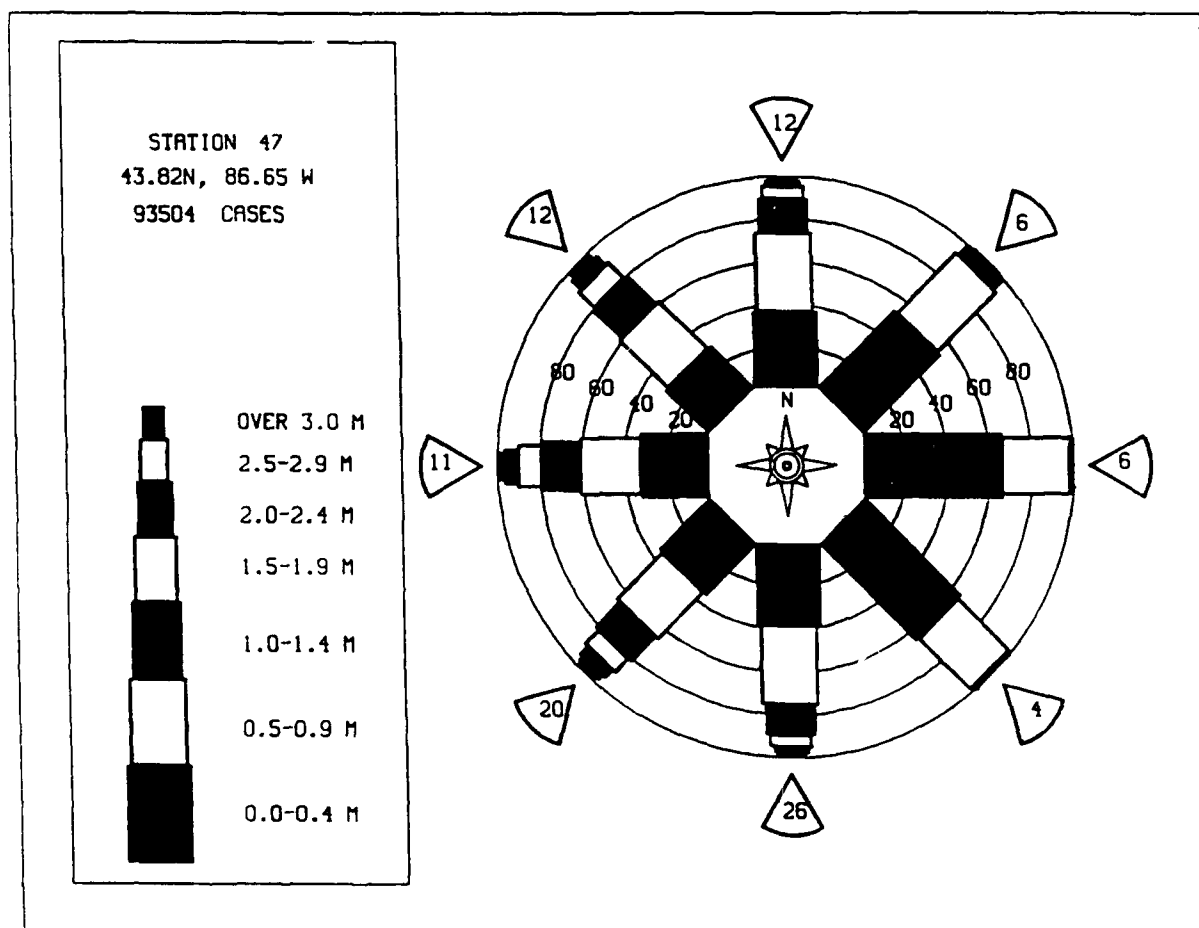 STATION 47
43.82N, 86.65 W
93504 CASES
OVER 3.0 M
2.5-2.9 M
2.0-2.4 M
1.5-1.9 M
1.0-1.4 M
0.5-0.9 M
0.0-0.4 M
12
12
6
80
80
60
60
40
40
20
20
N
11
6
20
4
26